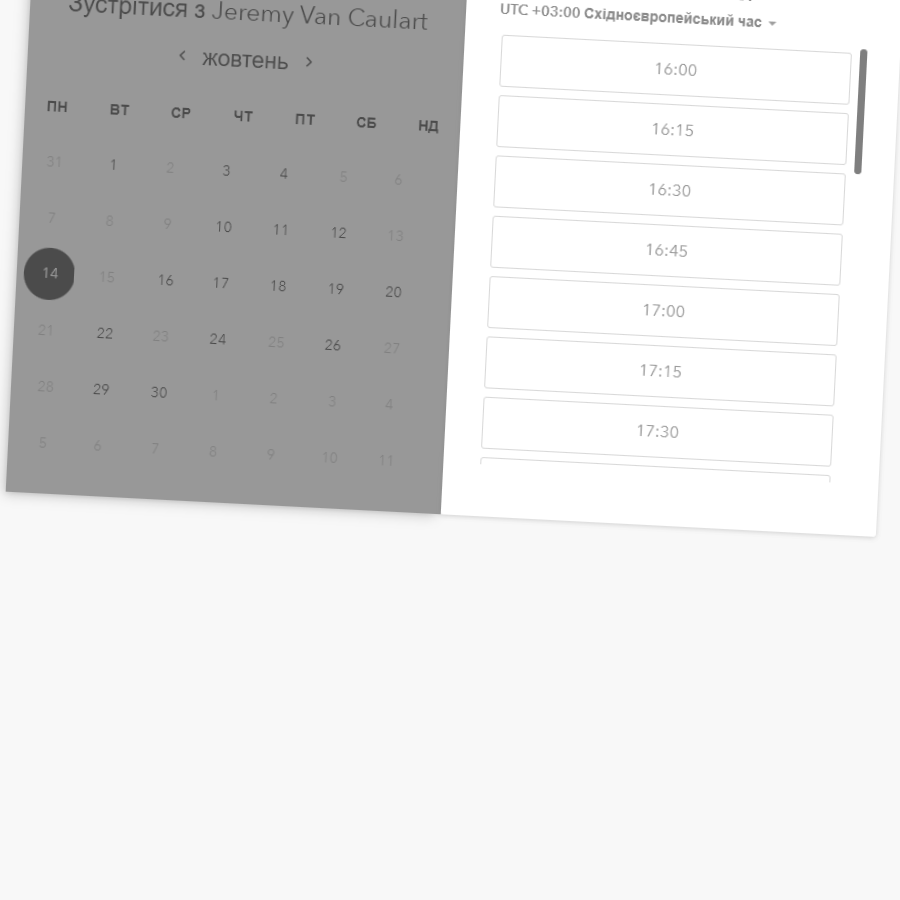 Зустрітися з Jeremy Van Caulart
жовтень
ПН ВТ СР ЧТ ПТ СБ НД
31 1 2 3 4 5 6
7 8 9 10 11 12 13
14 15 16 17 18 19 20
21 22 23 24 25 26 27
28 29 30 1 2 3 4
5 6 7 8 9 10 11
UTC +03:00 Східноєвропейський час
16:00
16:15
16:30
16:45
17:00
17:15
17:30